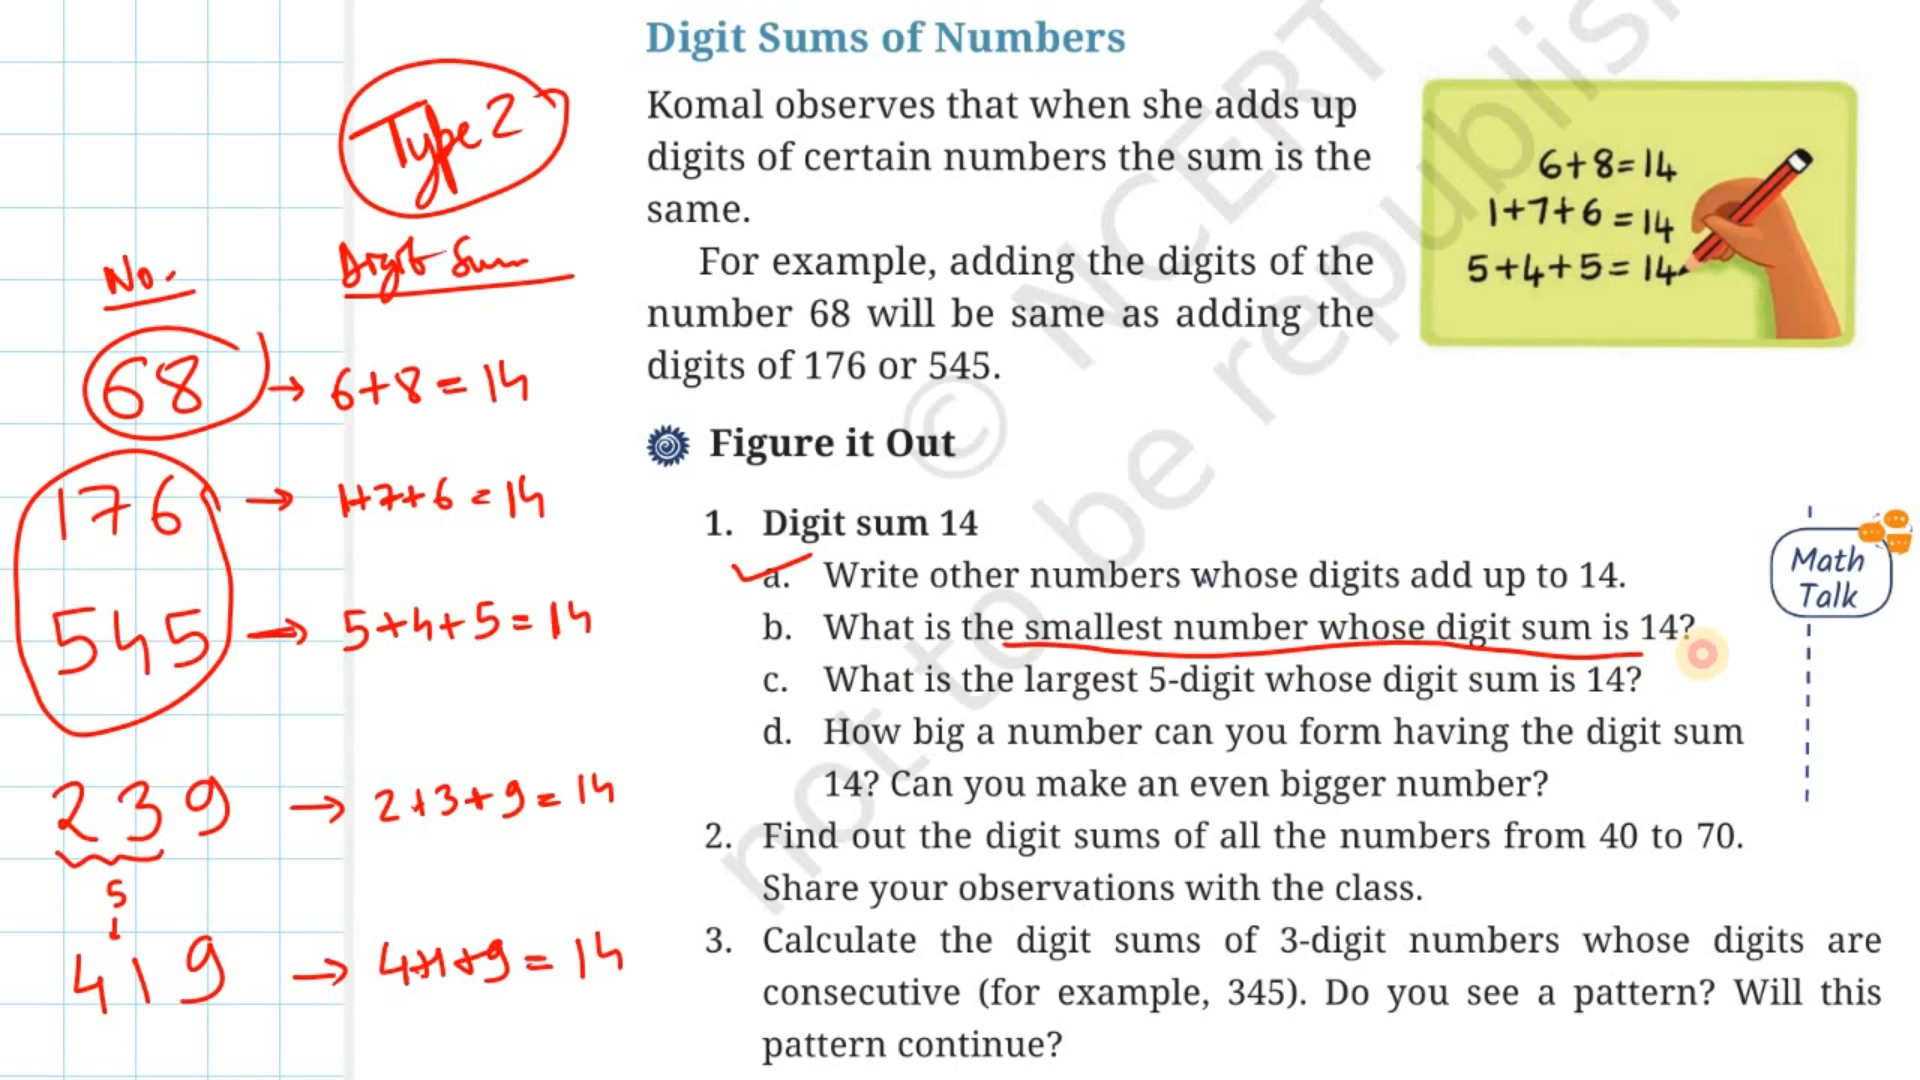 Type 2
No.
Digit Sum
68 → 6+8=14
176 → 1+7+6=14
545 → 5+4+5=14
239 → 2+3+9=14
5
↓
419 → 4+1+9=14
Digit Sums of Numbers
Komal observes that when she adds up
digits of certain numbers the sum is the
same.
For example, adding the digits of the
number 68 will be same as adding the
digits of 176 or 545.
6+8=14
1+7+6=14
5+4+5=14
Figure it Out
1. Digit sum 14
a. Write other numbers whose digits add up to 14.
b. What is the smallest number whose digit sum is 14?
c. What is the largest 5-digit whose digit sum is 14?
d. How big a number can you form having the digit sum
14? Can you make an even bigger number?
Math
Talk
2. Find out the digit sums of all the numbers from 40 to 70.
Share your observations with the class.
3. Calculate the digit sums of 3-digit numbers whose digits are
consecutive (for example, 345). Do you see a pattern? Will this
pattern continue?
© NCERT
not to be republish